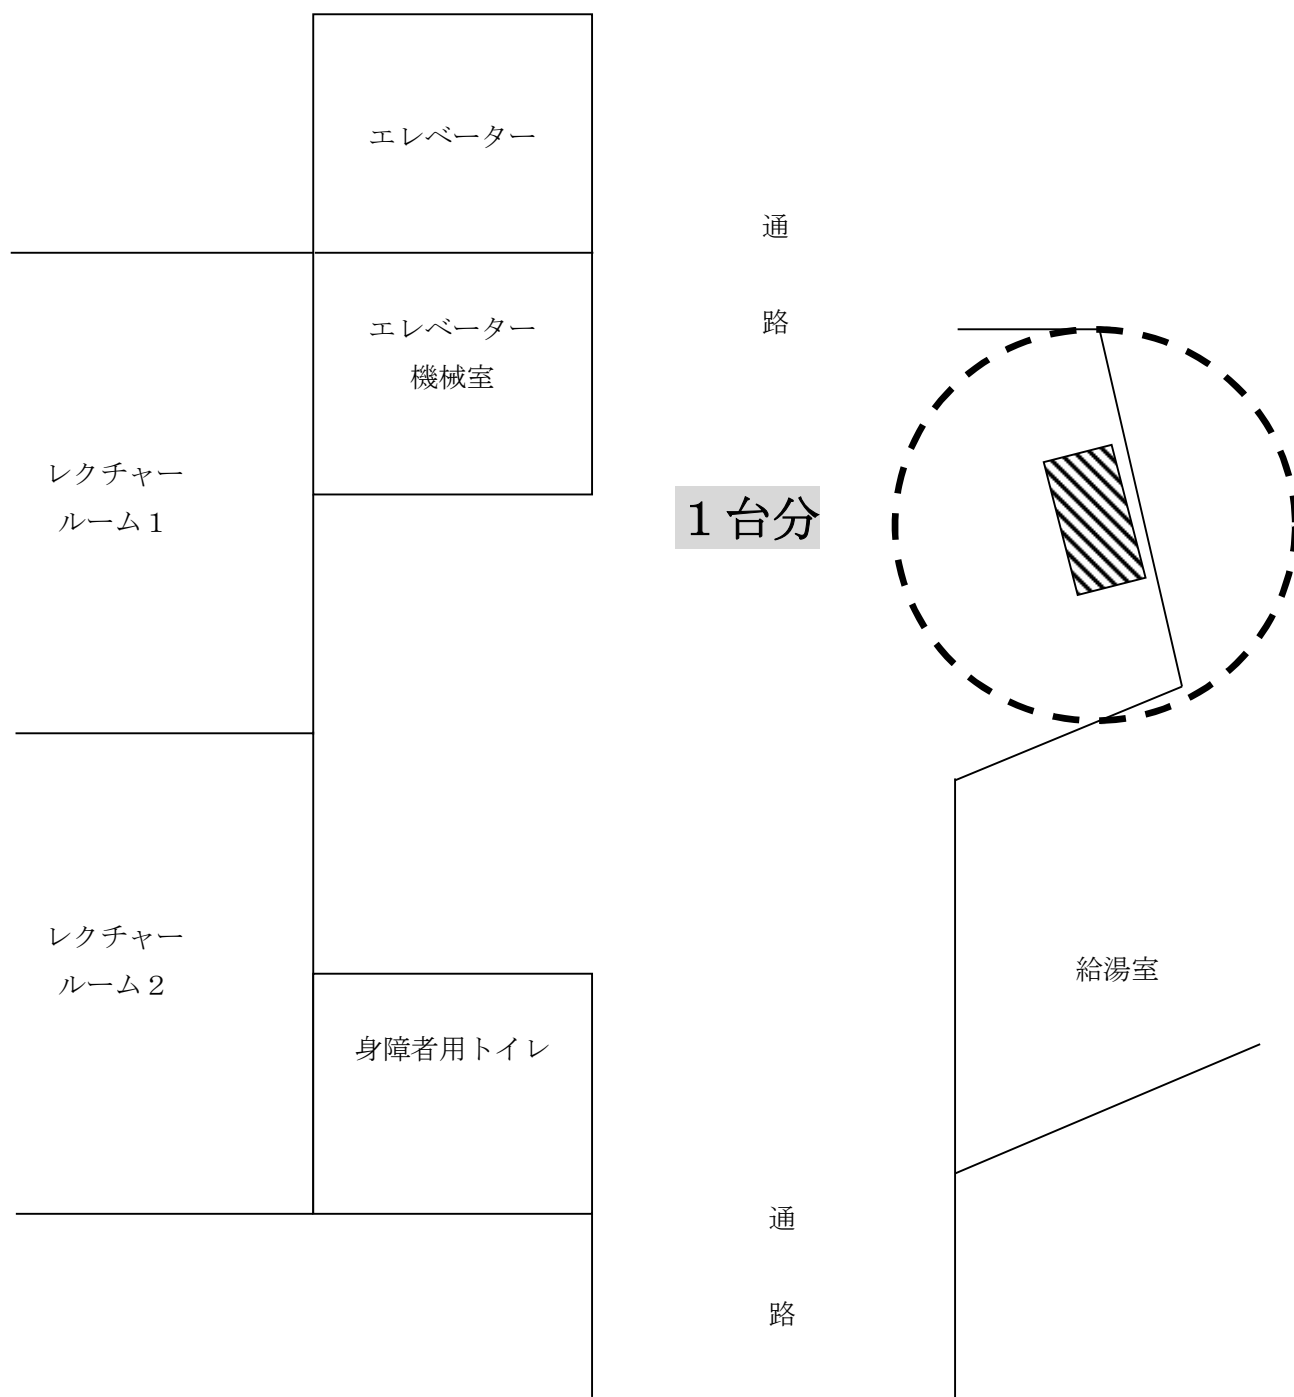 エレベーター
通
路
エレベーター
機械室
レクチャー
ルーム１
１台分
レクチャー
ルーム２
給湯室
身障者用トイレ
通
路